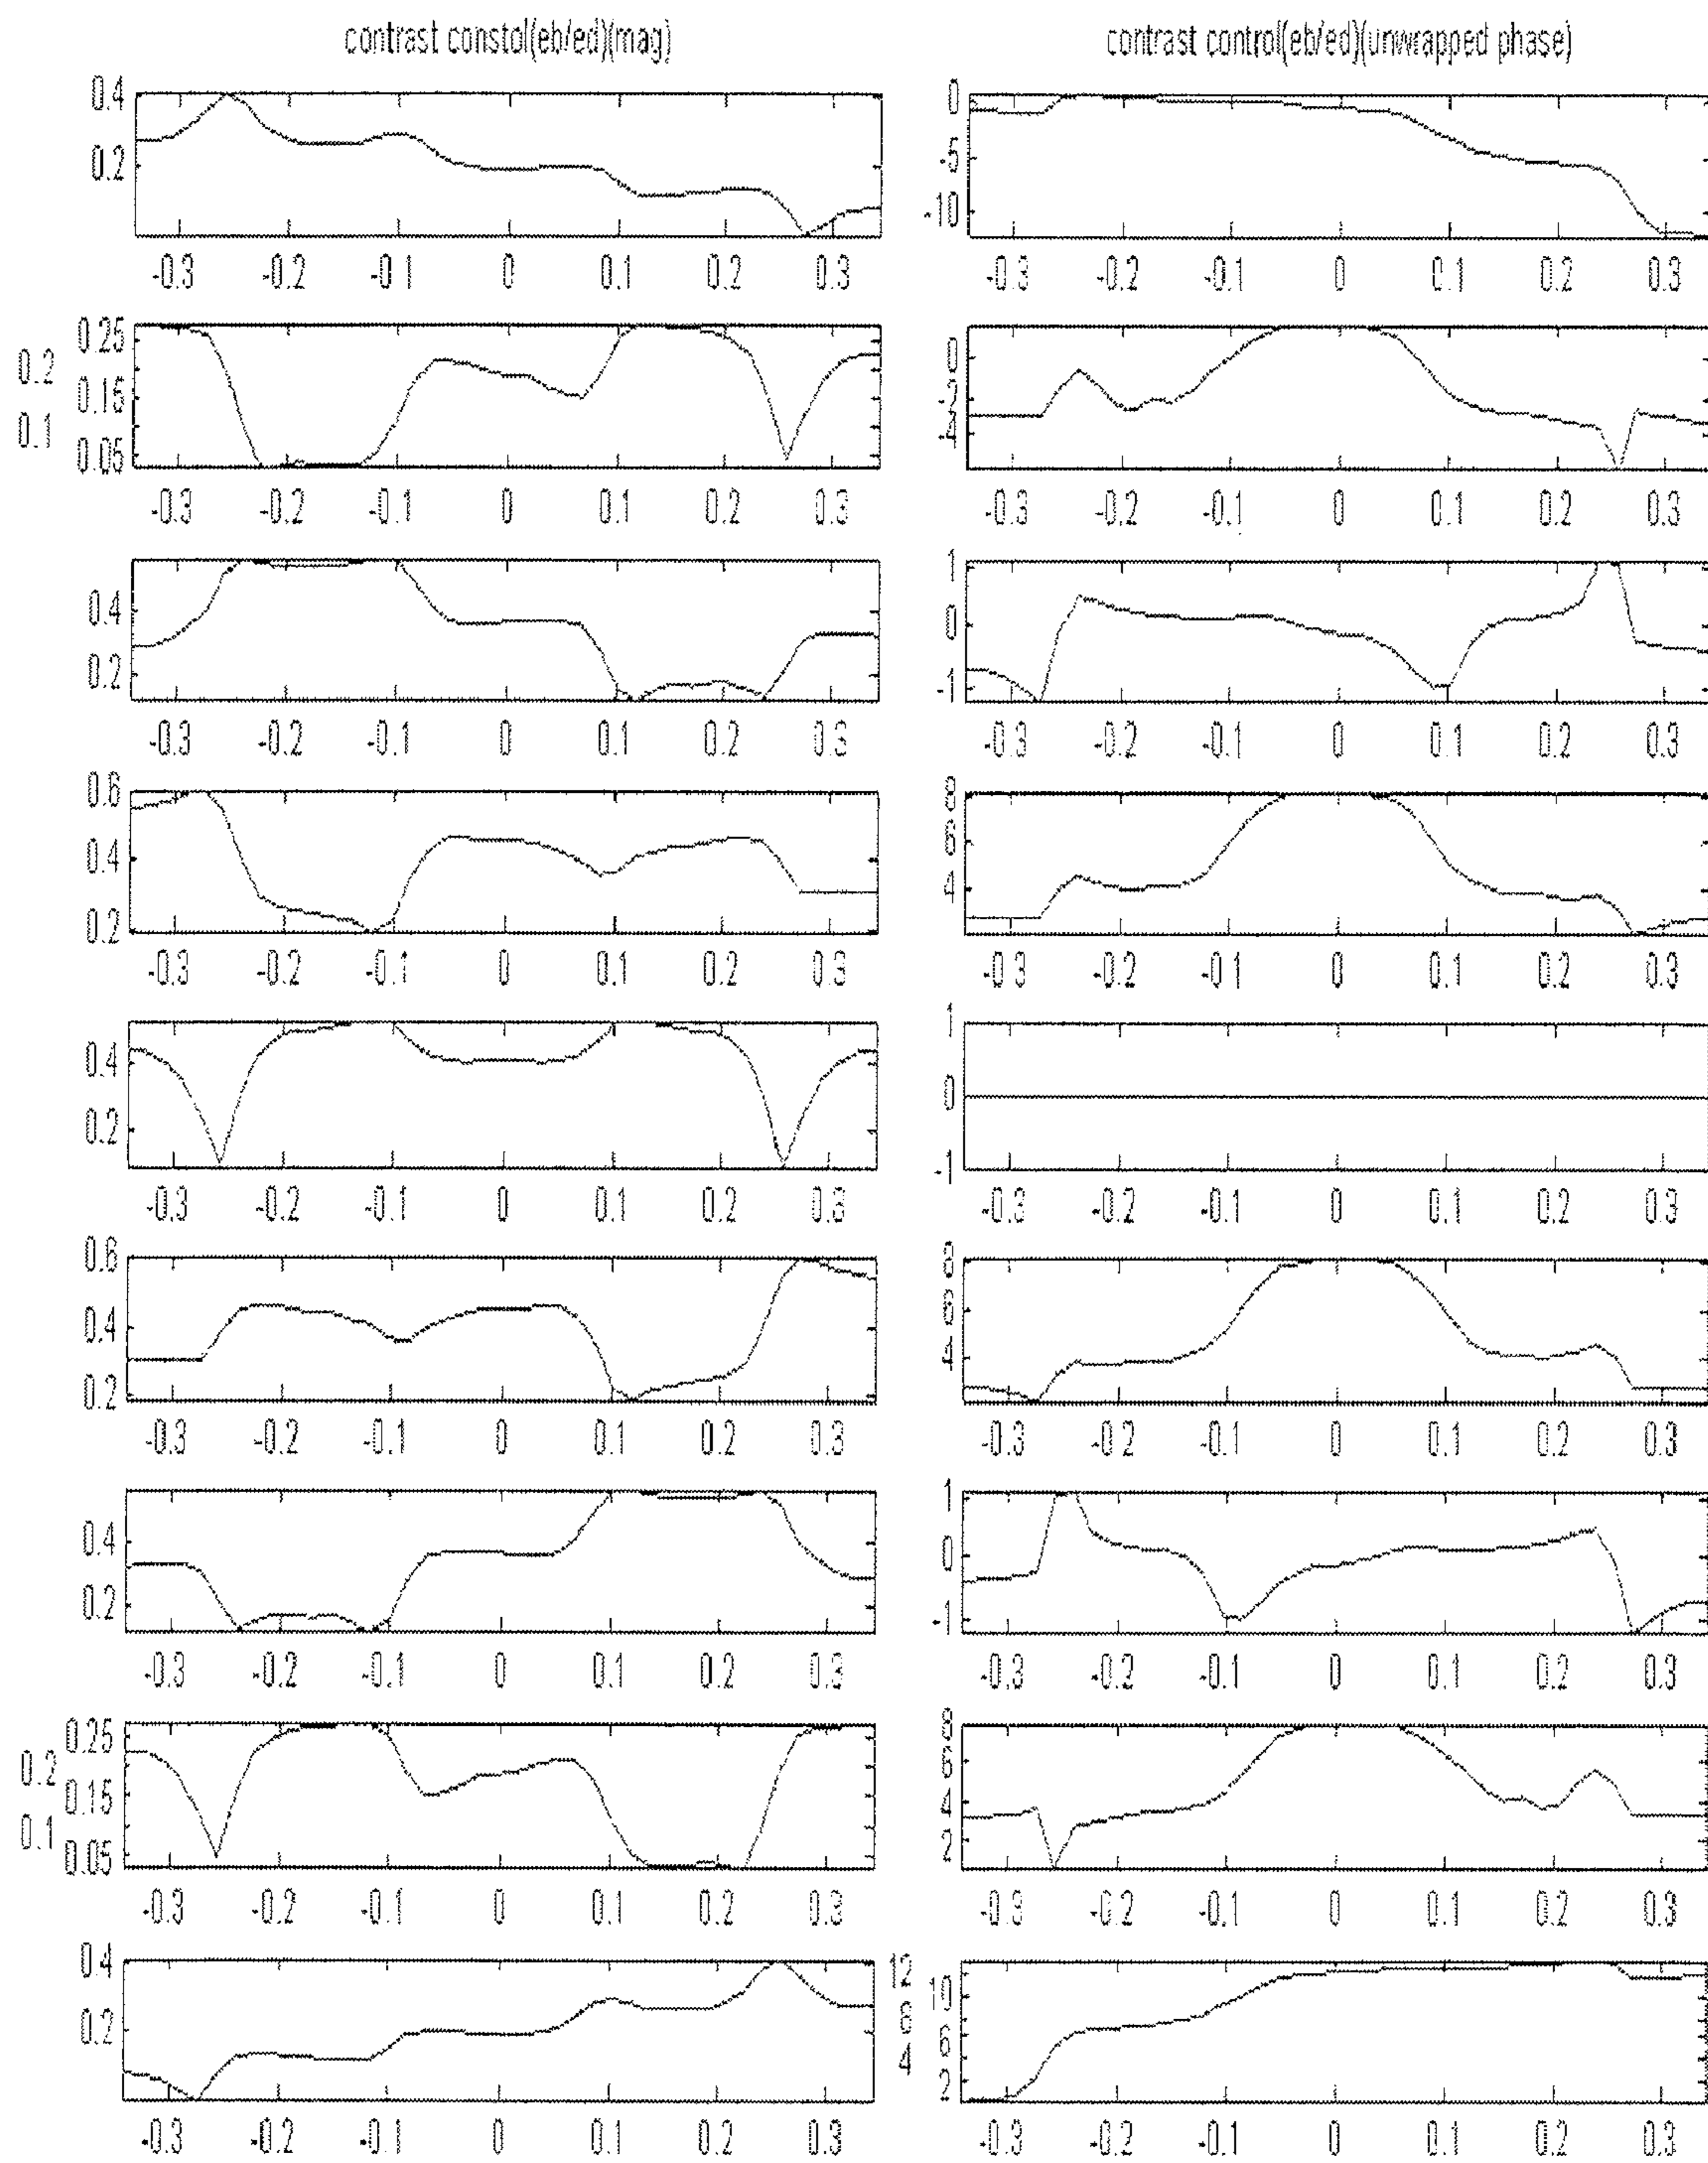 contrast constol(eb/ed)(mag) contrast control(eb/ed)(unwrapped phase)
0.4 0
0.2 -5
-10
-0.3 -0.2 -0.1 0 0.1 0.2 0.3 -0.3 -0.2 -0.1 0 0.1 0.2 0.3
0.25 0
0.2 0.15 -2
0.1 0.05 -4
-0.3 -0.2 -0.1 0 0.1 0.2 0.3 -0.3 -0.2 -0.1 0 0.1 0.2 0.3
1
0.4 0
0.2 -1
-0.3 -0.2 -0.1 0 0.1 0.2 0.3 -0.3 -0.2 -0.1 0 0.1 0.2 0.3
0.6 8
0.4 6
0.2 4
-0.3 -0.2 -0.1 0 0.1 0.2 0.3 -0.3 -0.2 -0.1 0 0.1 0.2 0.3
1
0.4 0
0.2 -1
-0.3 -0.2 -0.1 0 0.1 0.2 0.3 -0.3 -0.2 -0.1 0 0.1 0.2 0.3
0.6 8
0.4 6
0.2 4
-0.3 -0.2 -0.1 0 0.1 0.2 0.3 -0.3 -0.2 -0.1 0 0.1 0.2 0.3
1
0.4 0
0.2 -1
-0.3 -0.2 -0.1 0 0.1 0.2 0.3 -0.3 -0.2 -0.1 0 0.1 0.2 0.3
0.25 8
0.2 6
0.15 4
0.1 0.05 2
-0.3 -0.2 -0.1 0 0.1 0.2 0.3 -0.3 -0.2 -0.1 0 0.1 0.2 0.3
0.4 12
10
0.2 8 6
4 2
-0.3 -0.2 -0.1 0 0.1 0.2 0.3 -0.3 -0.2 -0.1 0 0.1 0.2 0.3